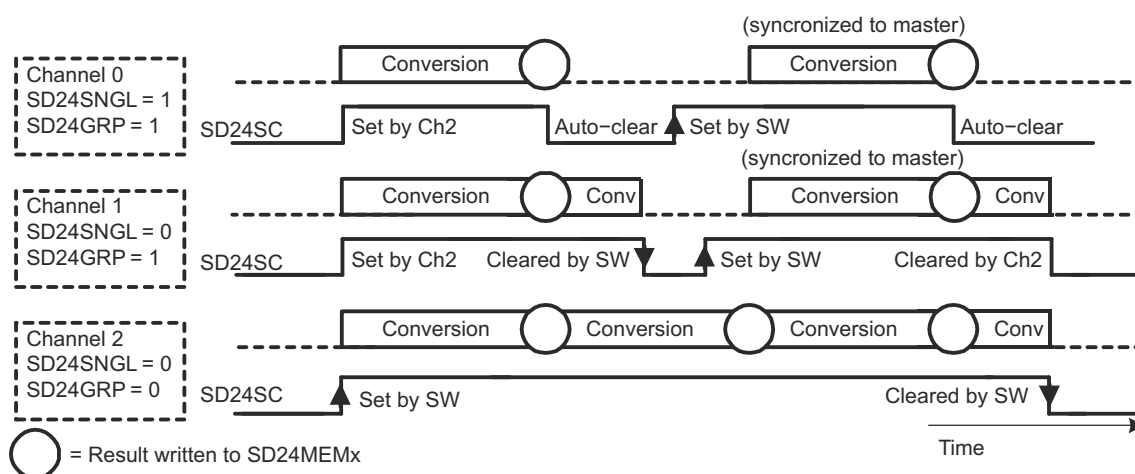 (syncronized to master)
Channel 0
SD24SNGL = 1
SD24GRP = 1
Conversion
Conversion
SD24SC
Set by Ch2
Auto−clear
Set by SW
Auto−clear
(syncronized to master)
Channel 1
SD24SNGL = 0
SD24GRP = 1
Conversion
Conv
Conversion
Conv
SD24SC
Set by Ch2
Cleared by SW
Set by SW
Cleared by Ch2
Channel 2
SD24SNGL = 0
SD24GRP = 0
Conversion
Conversion
Conversion
Conv
SD24SC
Set by SW
Cleared by SW
Time
= Result written to SD24MEMx